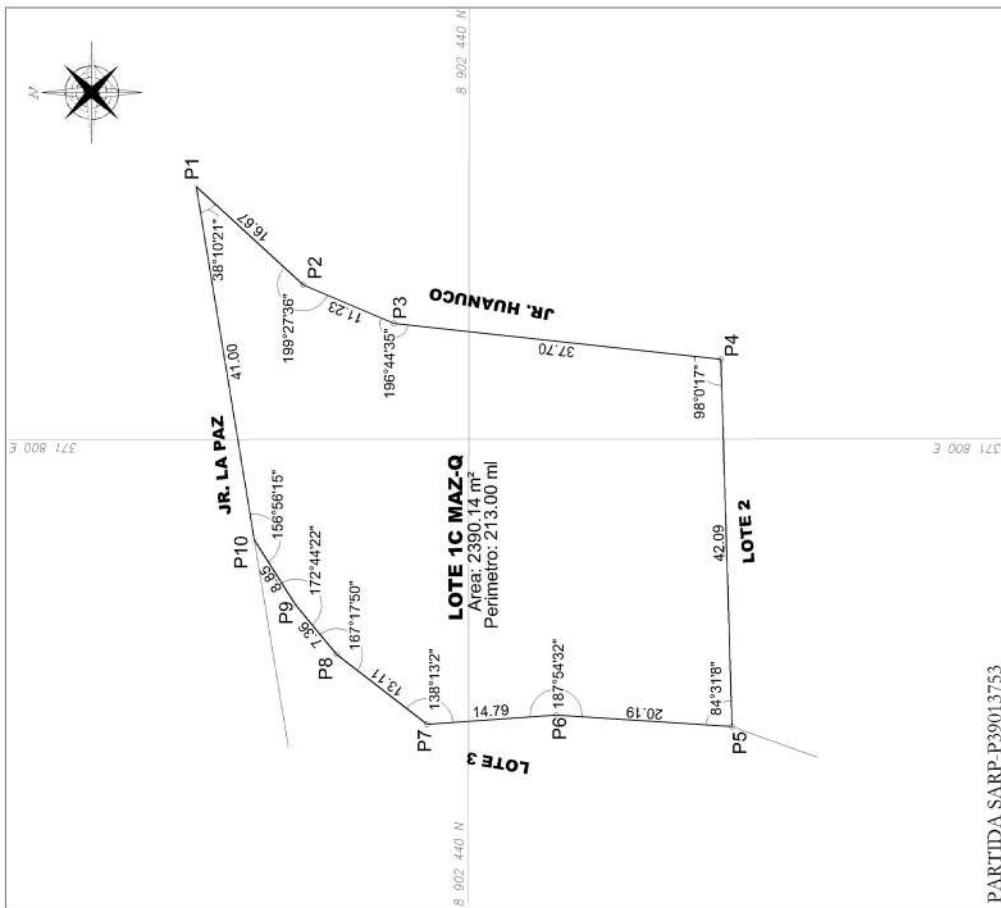 N
8 902 440 N
371 800 E
P1
38°10'21"
16.67
P2
199°27'36"
11.23
P3
196°44'35"
JR. HUANUCO
37.70
P4
98°0'17"
41.00
JR. LA PAZ
P10
156°56'15"
8.85
P9
172°44'22"
7.36
P8
167°17'50"
13.11
P7
138°13'2"
14.79
LOTE 3
P6
187°54'32"
20.19
P5
84°31'8"
42.09
LOTE 2
LOTE 1C MAZ-Q
Area: 2390.14 m²
Perimetro: 213.00 ml
371 800 E
8 902 440 N
PARTIDA SARP-P39013753